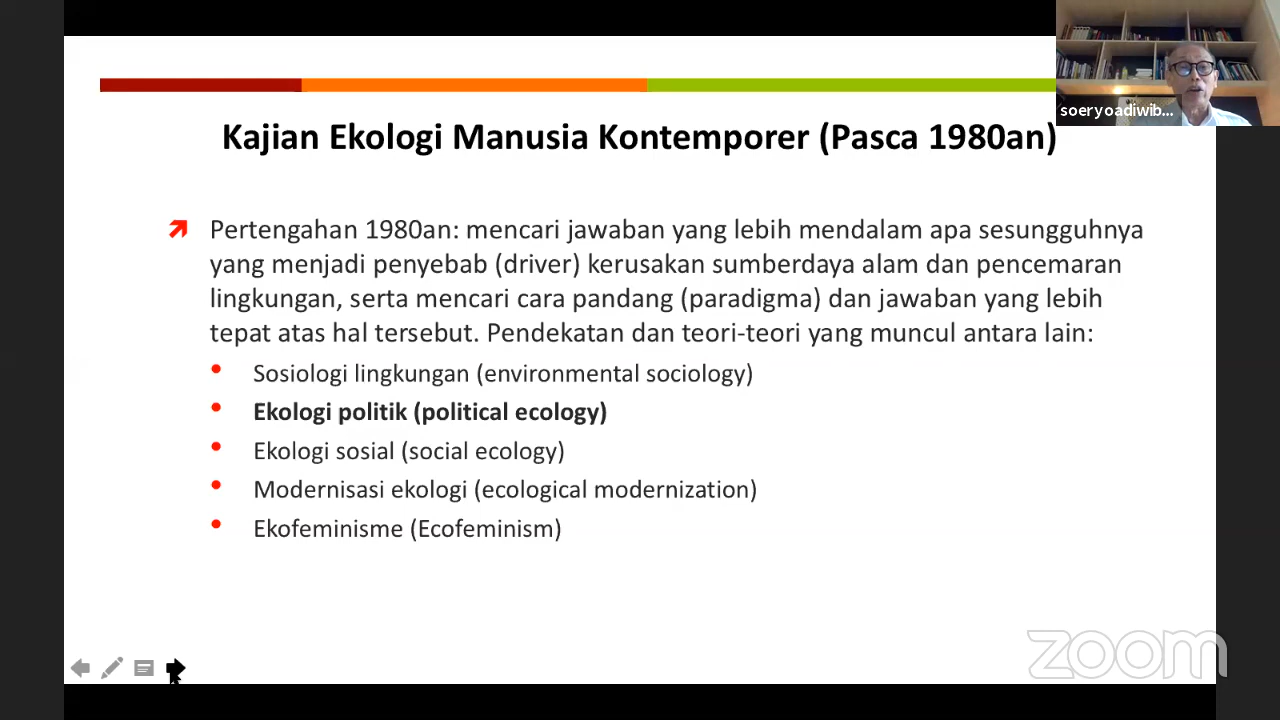 soeryoadiwib...
Kajian Ekologi Manusia Kontemporer (Pasca 1980an)
Pertengahan 1980an: mencari jawaban yang lebih mendalam apa sesungguhnya
yang menjadi penyebab (driver) kerusakan sumberdaya alam dan pencemaran
lingkungan, serta mencari cara pandang (paradigma) dan jawaban yang lebih
tepat atas hal tersebut. Pendekatan dan teori-teori yang muncul antara lain:
• Sosiologi lingkungan (environmental sociology)
• Ekologi politik (political ecology)
• Ekologi sosial (social ecology)
• Modernisasi ekologi (ecological modernization)
• Ekofeminisme (Ecofeminism)
zoom